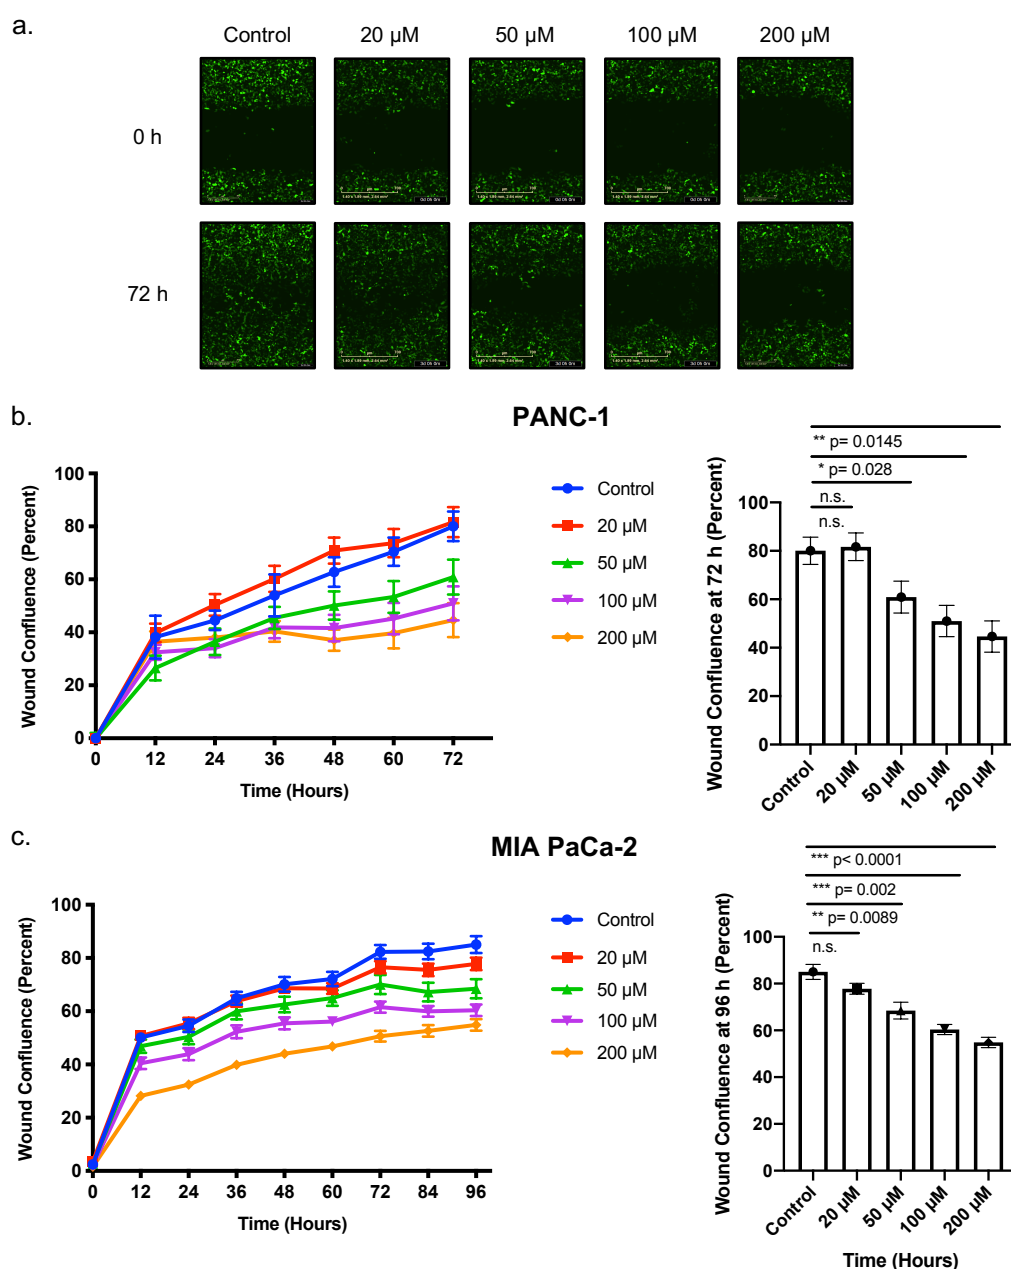 a.
Control 20 µM 50 µM 100 µM 200 µM
0 h
72 h
b.
PANC-1
Wound Confluence (Percent)
100
80
60
40
20
0
0 12 24 36 48 60 72
Time (Hours)
Control
20 µM
50 µM
100 µM
200 µM
** p= 0.0145
* p= 0.028
n.s.
n.s.
Wound Confluence at 72 h (Percent)
100
80
60
40
20
0
Control 20 µM 50 µM 100 µM 200 µM
c.
MIA PaCa-2
Wound Confluence (Percent)
100
80
60
40
20
0
0 12 24 36 48 60 72 84 96
Time (Hours)
Control
20 µM
50 µM
100 µM
200 µM
*** p< 0.0001
*** p= 0.002
** p= 0.0089
n.s.
Wound Confluence at 96 h (Percent)
100
80
60
40
20
0
Control 20 µM 50 µM 100 µM 200 µM
Time (Hours)